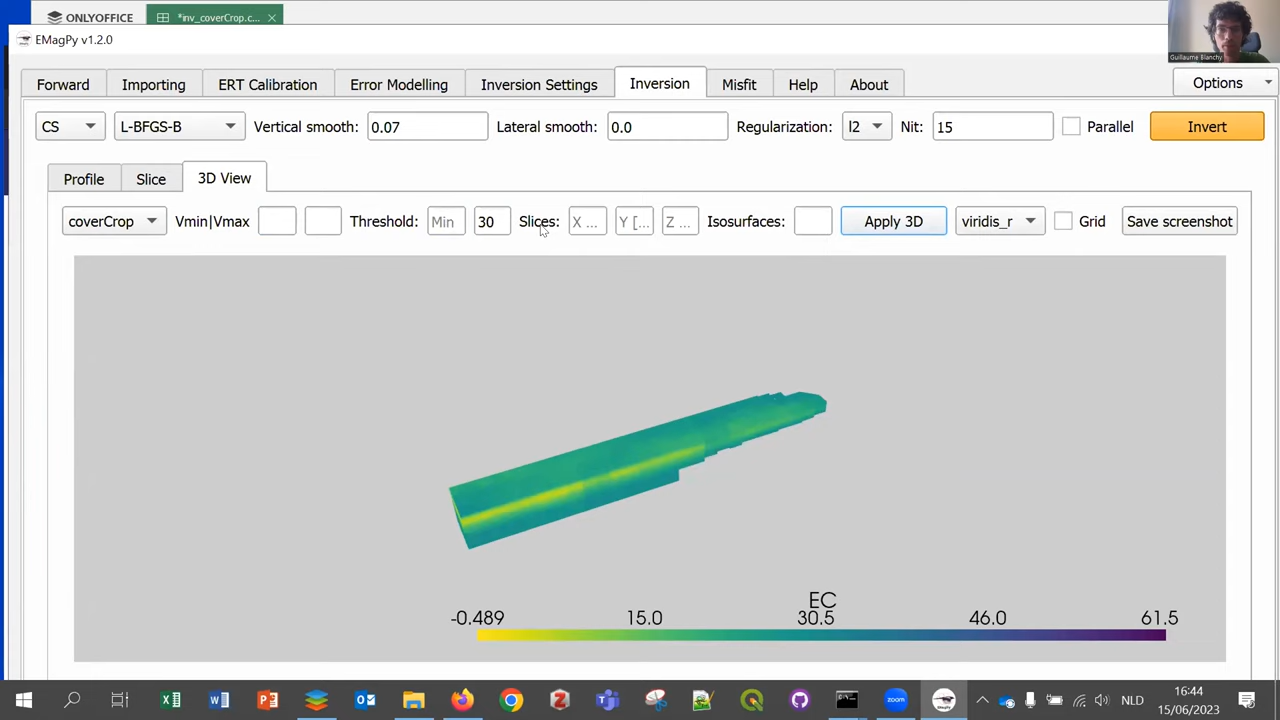 ONLYOFFICE
*inv_coverCrop.c...
EMagPy v1.2.0
Guillaume Blanchy
Forward
Importing
ERT Calibration
Error Modelling
Inversion Settings
Inversion
Misfit
Help
About
Options
CS
L-BFGS-B
Vertical smooth:
0.07
Lateral smooth:
0.0
Regularization:
l2
Nit:
15
Parallel
Invert
Profile
Slice
3D View
coverCrop
Vmin|Vmax
Threshold:
Min
30
Slices:
X ...
Y [...
Z ...
Isosurfaces:
Apply 3D
viridis_r
Grid
Save screenshot
EC
-0.489
15.0
30.5
46.0
61.5
NLD
16:44
15/06/2023